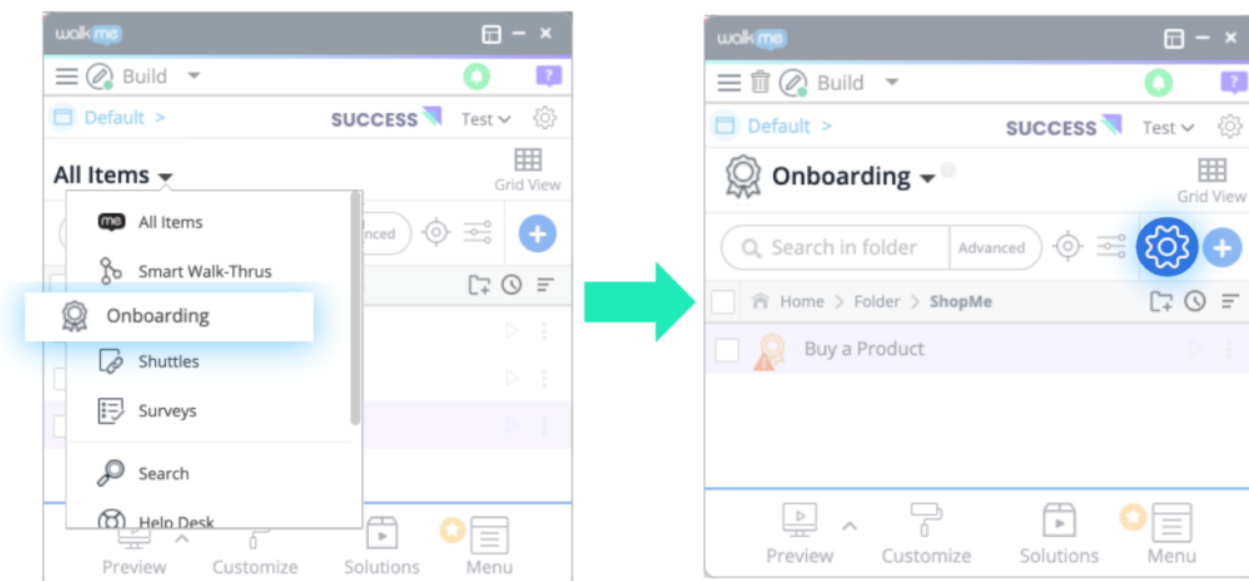 walkme
Build
?
Default >
SUCCESS
Test
All Items
Grid View
me All Items
Smart Walk-Thrus
Onboarding
Shuttles
Surveys
Search
Help Desk
nced
Preview
Customize
Solutions
Menu
walkme
Build
?
Default >
SUCCESS
Test
Onboarding
Grid View
Search in folder
Advanced
Home > Folder > ShopMe
Buy a Product
Preview
Customize
Solutions
Menu